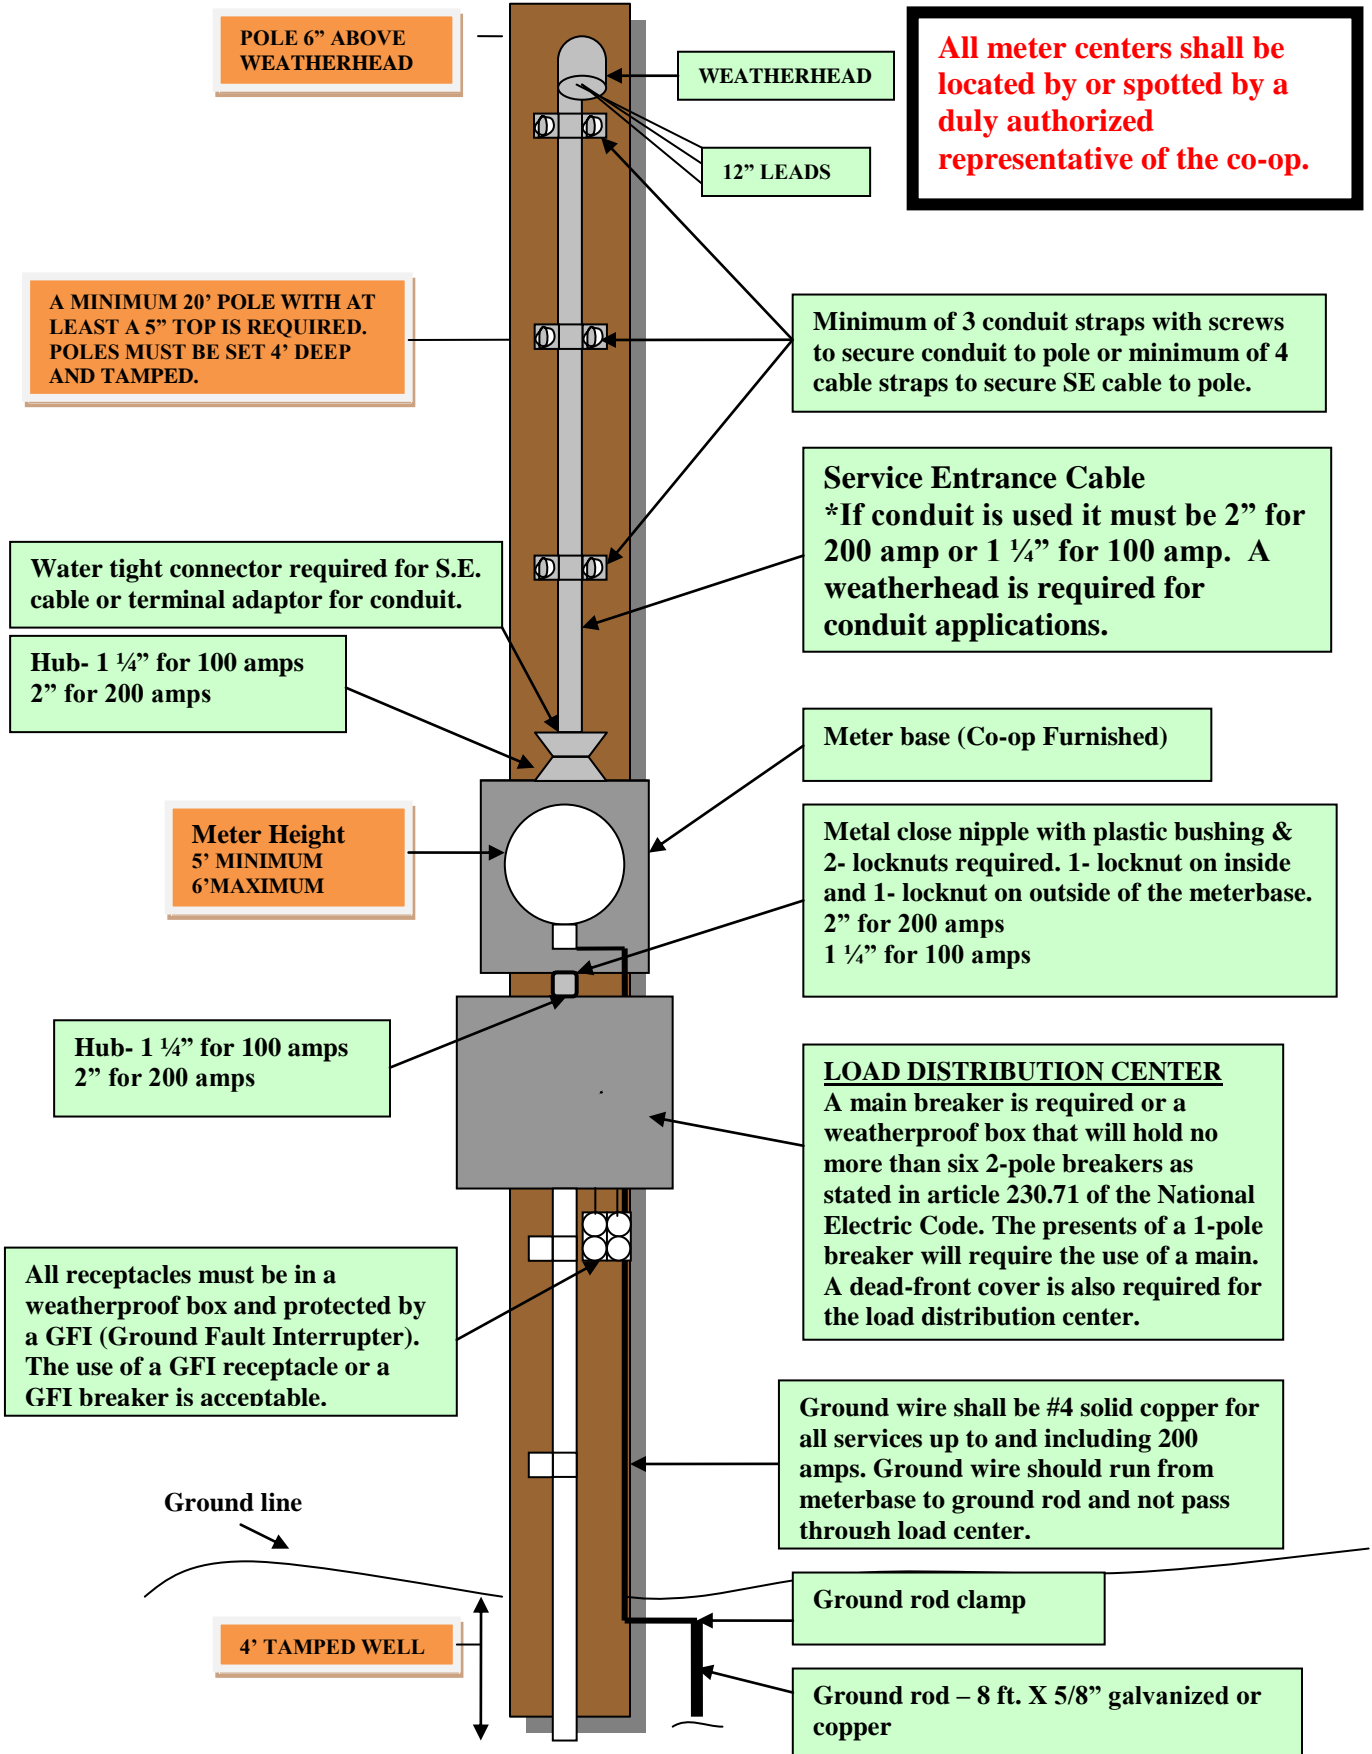 POLE 6” ABOVE
WEATHERHEAD
WEATHERHEAD
12” LEADS
All meter centers shall be
located by or spotted by a
duly authorized
representative of the co-op.
A MINIMUM 20’ POLE WITH AT
LEAST A 5” TOP IS REQUIRED.
POLES MUST BE SET 4’ DEEP
AND TAMPED.
Minimum of 3 conduit straps with screws
to secure conduit to pole or minimum of 4
cable straps to secure SE cable to pole.
Service Entrance Cable
*If conduit is used it must be 2” for
200 amp or 1 ¼” for 100 amp.  A
weatherhead is required for
conduit applications.
Water tight connector required for S.E.
cable or terminal adaptor for conduit.
Hub- 1 ¼” for 100 amps
2” for 200 amps
Meter base (Co-op Furnished)
Meter Height
5’ MINIMUM
6’MAXIMUM
Metal close nipple with plastic bushing &
2- locknuts required. 1- locknut on inside
and 1- locknut on outside of the meterbase.
2” for 200 amps
1 ¼” for 100 amps
Hub- 1 ¼” for 100 amps
2” for 200 amps
LOAD DISTRIBUTION CENTER
A main breaker is required or a
weatherproof box that will hold no
more than six 2-pole breakers as
stated in article 230.71 of the National
Electric Code. The presents of a 1-pole
breaker will require the use of a main.
A dead-front cover is also required for
the load distribution center.
All receptacles must be in a
weatherproof box and protected by
a GFI (Ground Fault Interrupter).
The use of a GFI receptacle or a
GFI breaker is acceptable.
Ground wire shall be #4 solid copper for
all services up to and including 200
amps. Ground wire should run from
meterbase to ground rod and not pass
through load center.
Ground line
Ground rod clamp
4’ TAMPED WELL
Ground rod – 8 ft. X 5/8” galvanized or
copper